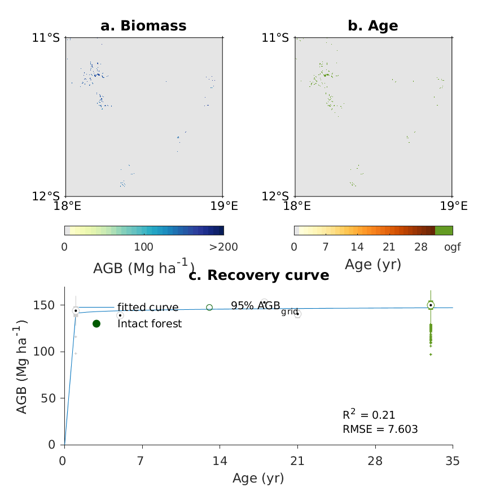 a. Biomass
b. Age
11°S
12°S
18°E
19°E
11°S
12°S
18°E
19°E
0
100
>200
AGB (Mg ha-1)
0
7
14
21
28
ogf
Age (yr)
c. Recovery curve
fitted curve
95% AGBgrid
Intact forest
150
100
50
0
AGB (Mg ha-1)
R2 = 0.21
RMSE = 7.603
0
7
14
21
28
35
Age (yr)